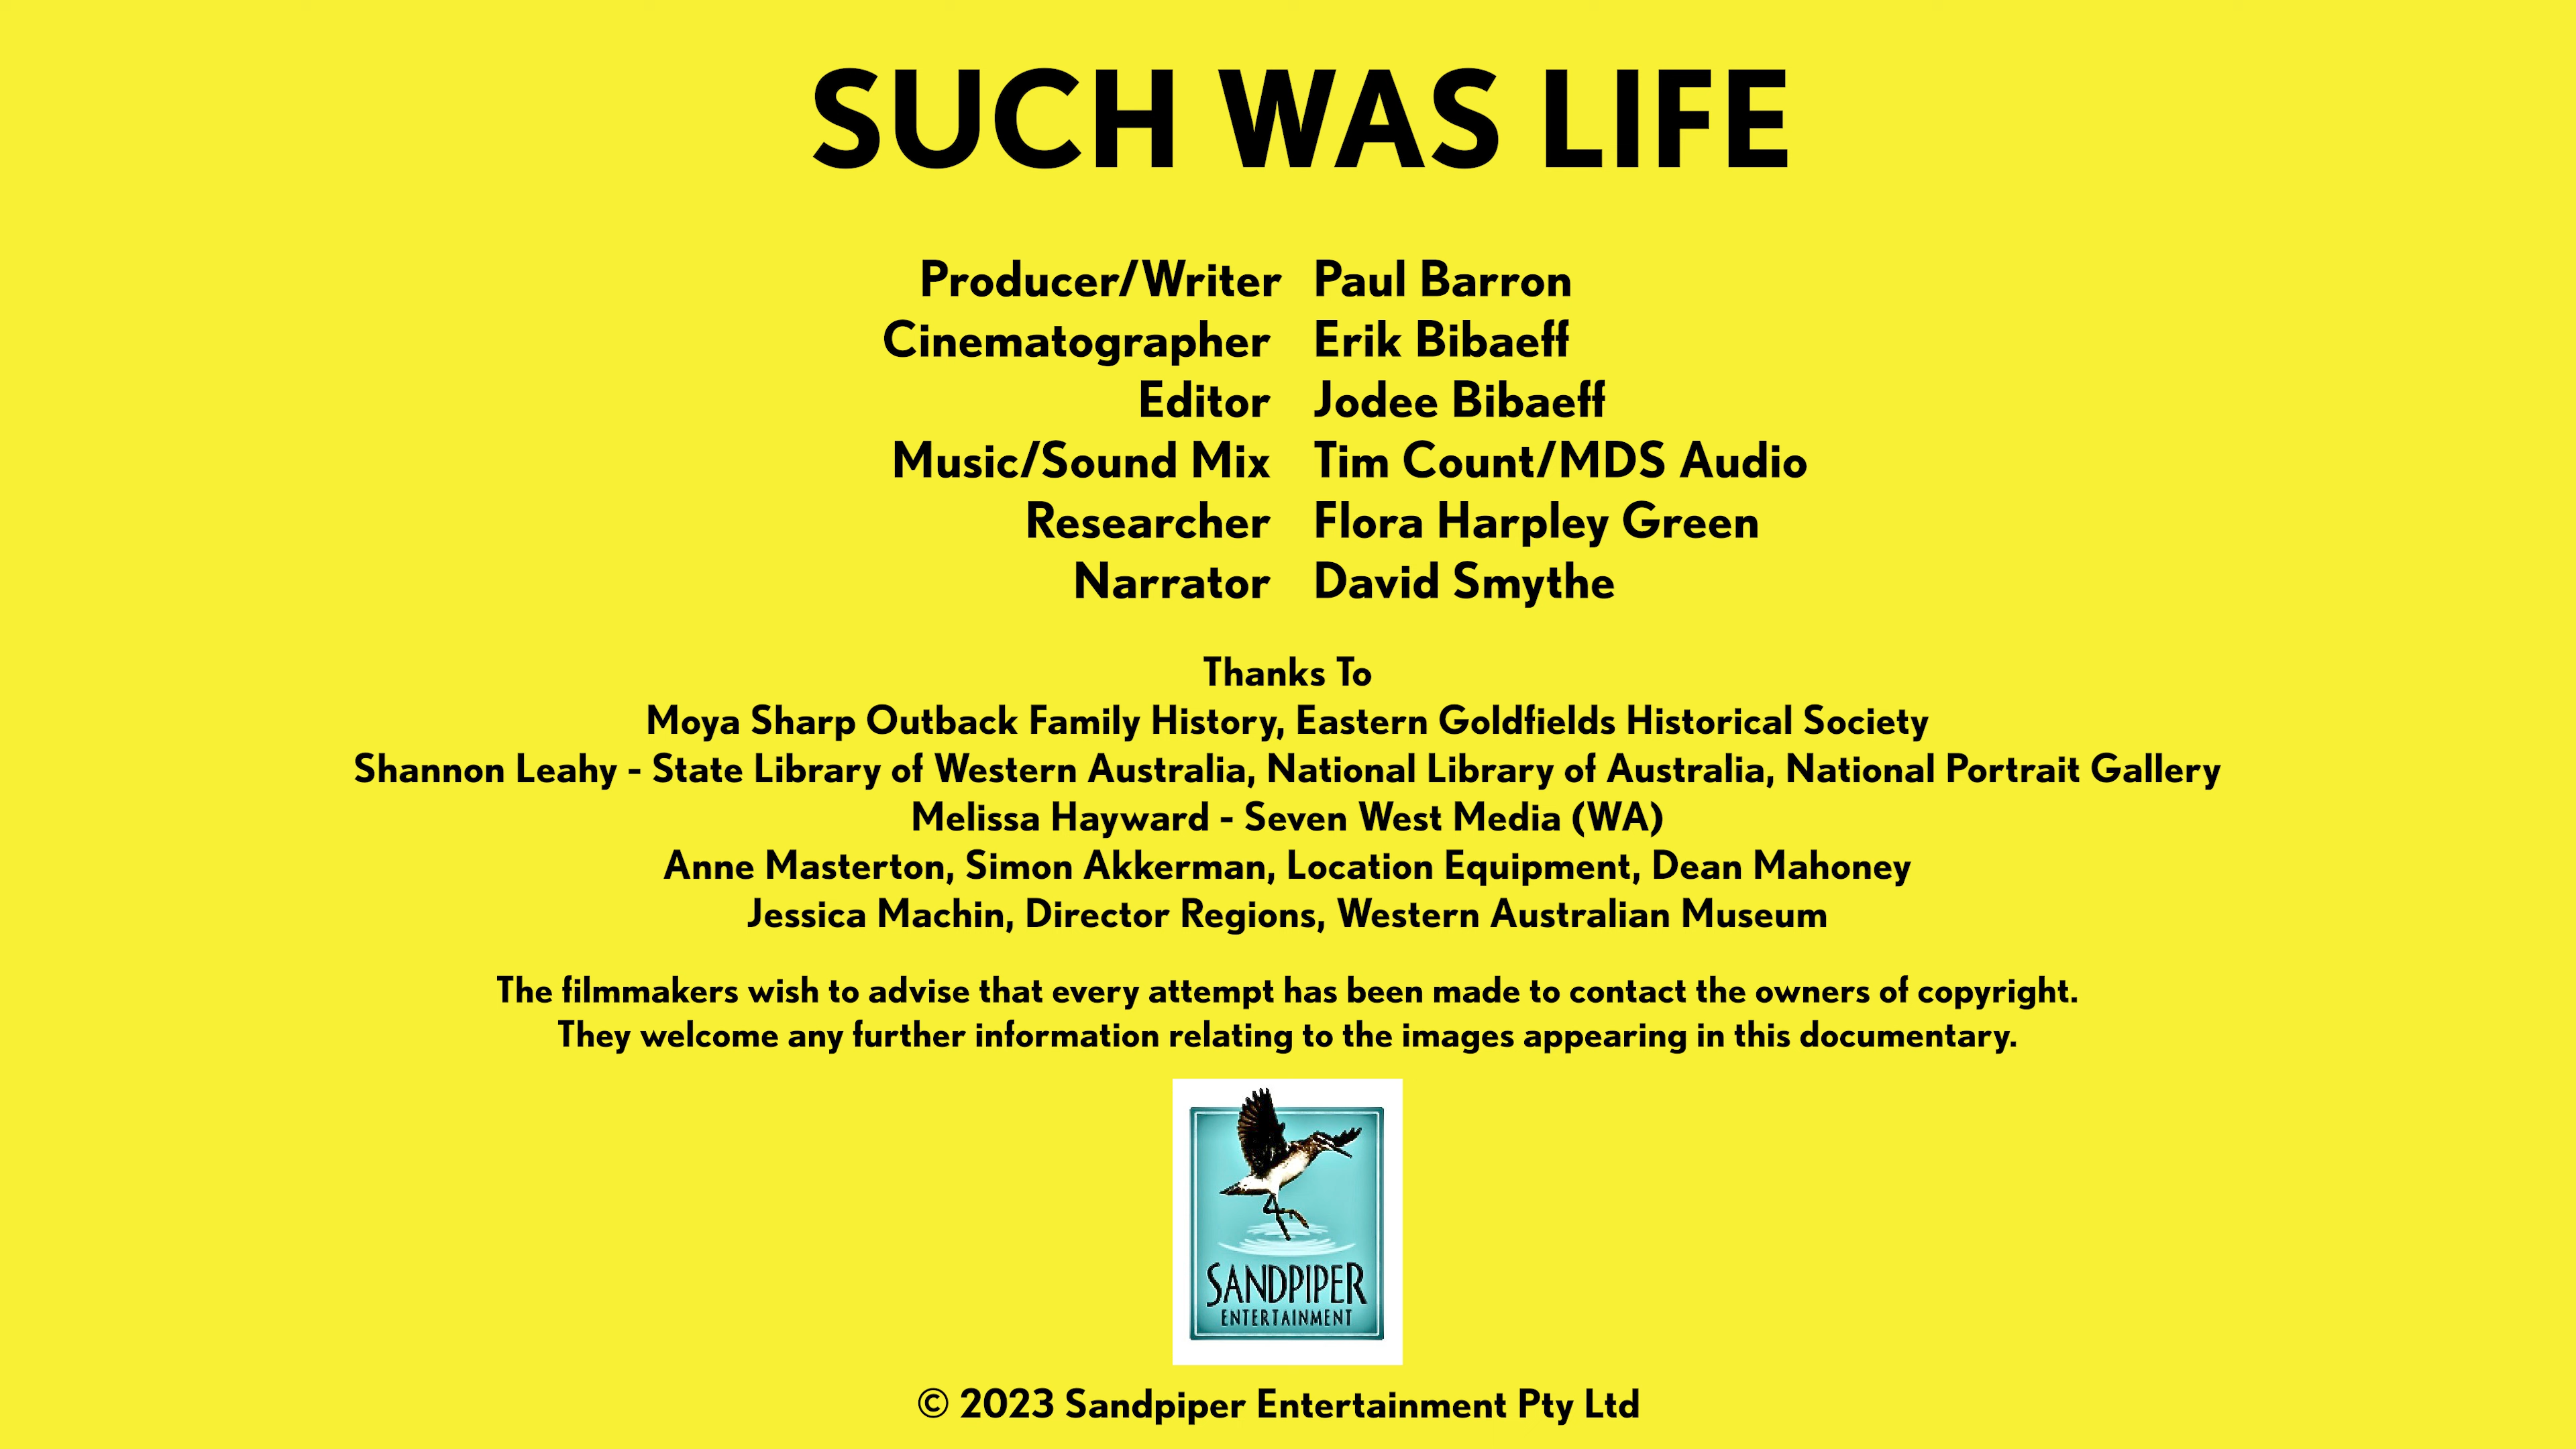 SUCH WAS LIFE
Producer/Writer Paul Barron
Cinematographer Erik Bibaeff
Editor Jodee Bibaeff
Music/Sound Mix Tim Count/MDS Audio
Researcher Flora Harpley Green
Narrator David Smythe
Thanks To
Moya Sharp Outback Family History, Eastern Goldfields Historical Society
Shannon Leahy - State Library of Western Australia, National Library of Australia, National Portrait Gallery
Melissa Hayward - Seven West Media (WA)
Anne Masterton, Simon Akkerman, Location Equipment, Dean Mahoney
Jessica Machin, Director Regions, Western Australian Museum
The filmmakers wish to advise that every attempt has been made to contact the owners of copyright.
They welcome any further information relating to the images appearing in this documentary.
SANDPIPER
ENTERTAINMENT
© 2023 Sandpiper Entertainment Pty Ltd